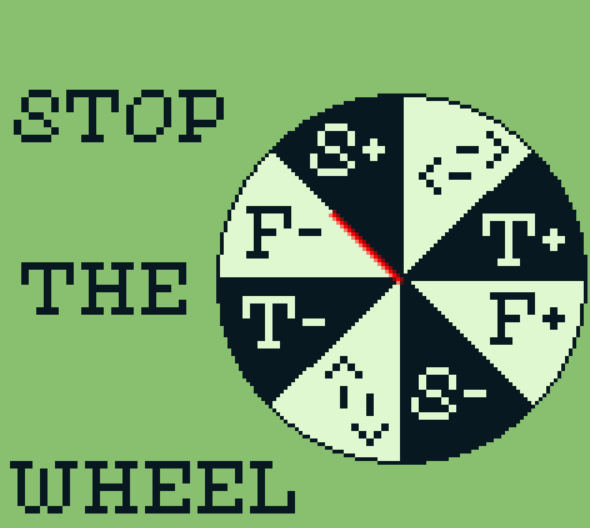 STOP
THE
WHEEL
S+
T+
F-
F+
T-
S-